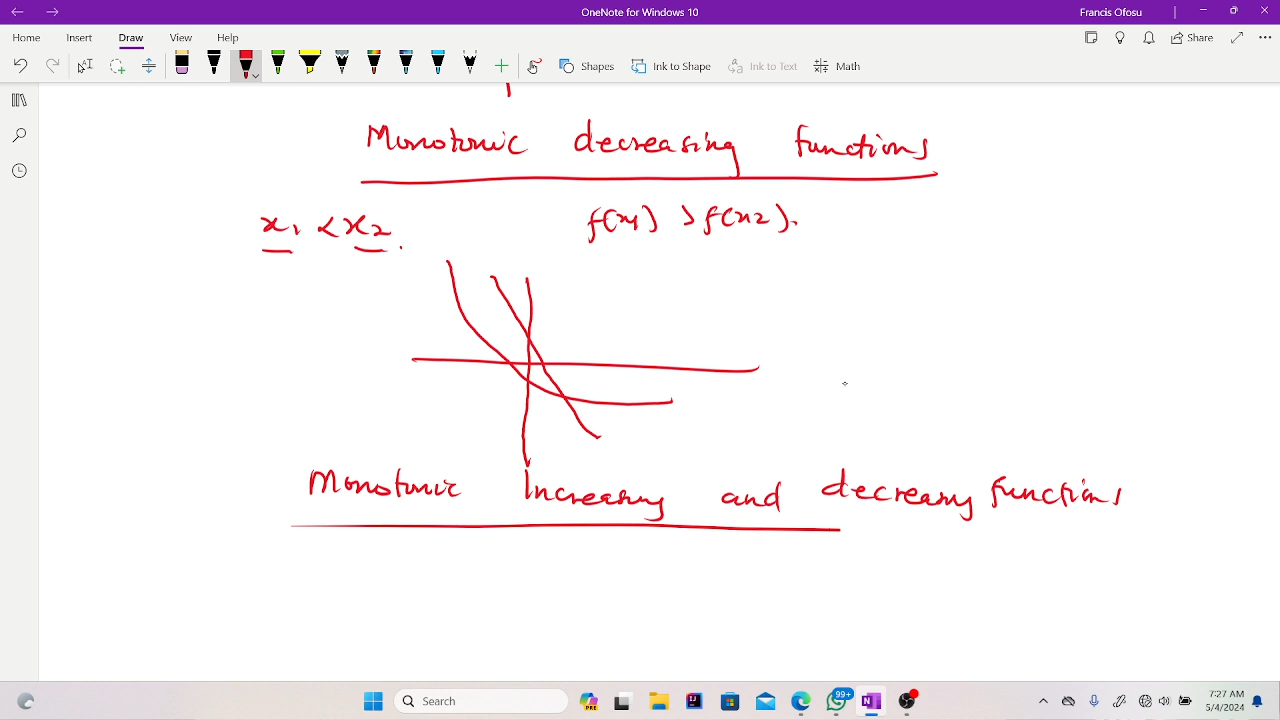 OneNote for Windows 10
Francis Ofosu
Home Insert Draw View Help
Share
Shapes Ink to Shape Ink to Text Math
Monotonic decreasing functions
x1 < x2. f(x1) > f(x2).
Monotonic Increasing and decreasing functions
Search
PRE
99+
7:27 AM
5/4/2024